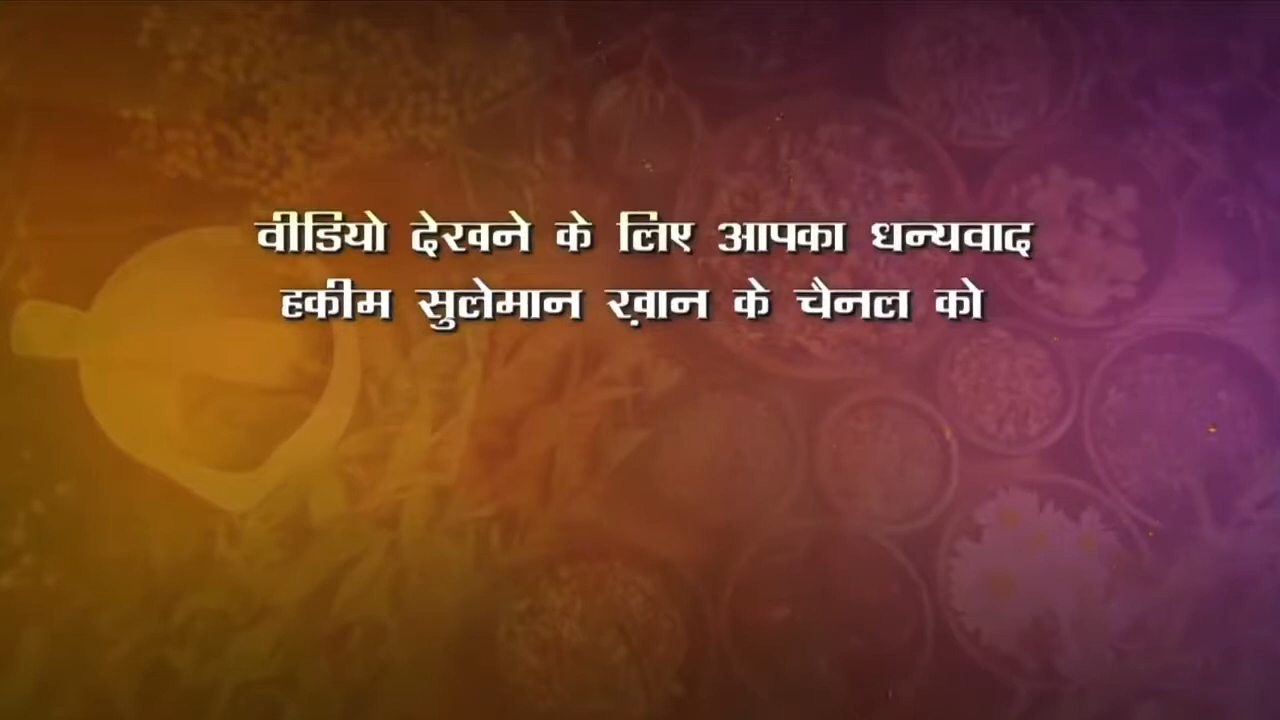 वीडियो देखने के लिए आपका धन्यवाद
हकीम सुलेमान ख़ान के चैनल को